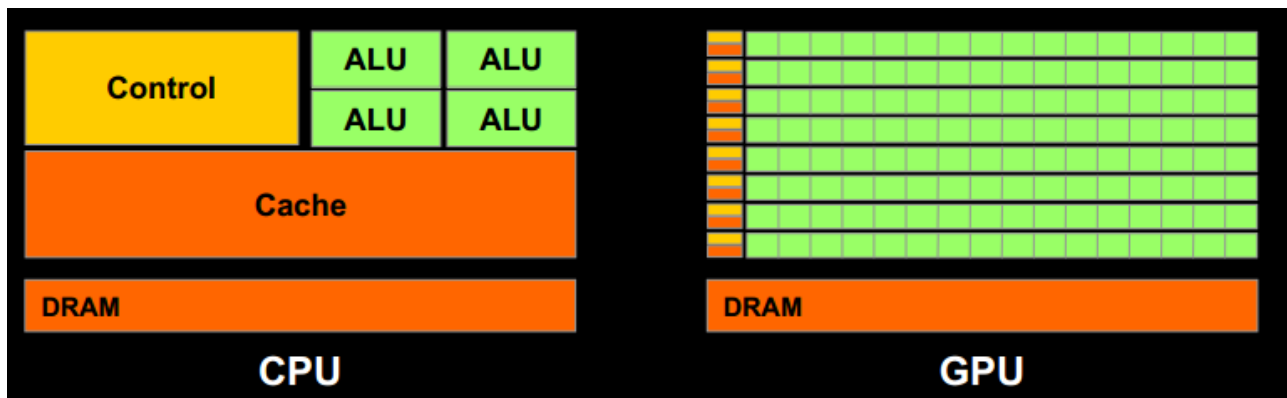 Control
ALU ALU
ALU ALU
Cache
DRAM
CPU
DRAM
GPU